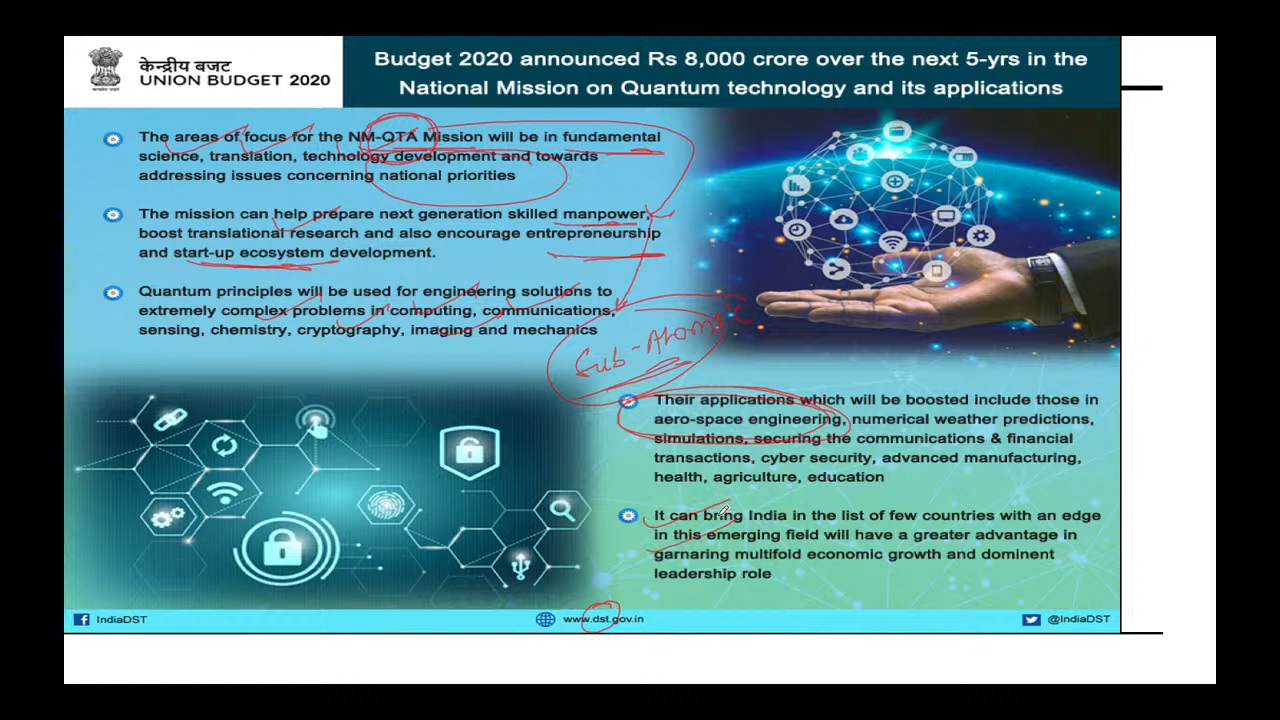 केन्द्रीय बजट
UNION BUDGET 2020
Budget 2020 announced Rs 8,000 crore over the next 5-yrs in the
National Mission on Quantum technology and its applications
The areas of focus for the NM-QTA Mission will be in fundamental
science, translation, technology development and towards
addressing issues concerning national priorities
The mission can help prepare next generation skilled manpower,
boost translational research and also encourage entrepreneurship
and start-up ecosystem development.
Quantum principles will be used for engineering solutions to
extremely complex problems in computing, communications,
sensing, chemistry, cryptography, imaging and mechanics
Sub-Atomic
Their applications which will be boosted include those in
aero-space engineering, numerical weather predictions,
simulations, securing the communications & financial
transactions, cyber security, advanced manufacturing,
health, agriculture, education
It can bring India in the list of few countries with an edge
in this emerging field will have a greater advantage in
garnaring multifold economic growth and dominent
leadership role
IndiaDST
www.dst.gov.in
@IndiaDST